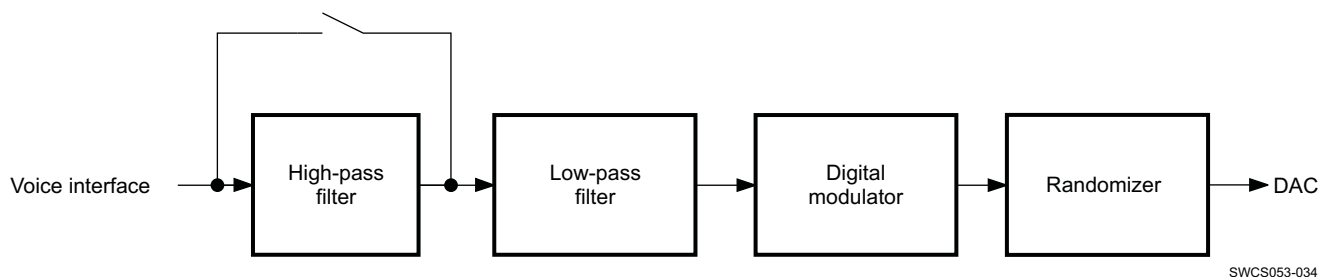 Voice interface
High-pass
filter
Low-pass
filter
Digital
modulator
Randomizer
DAC
SWCS053-034